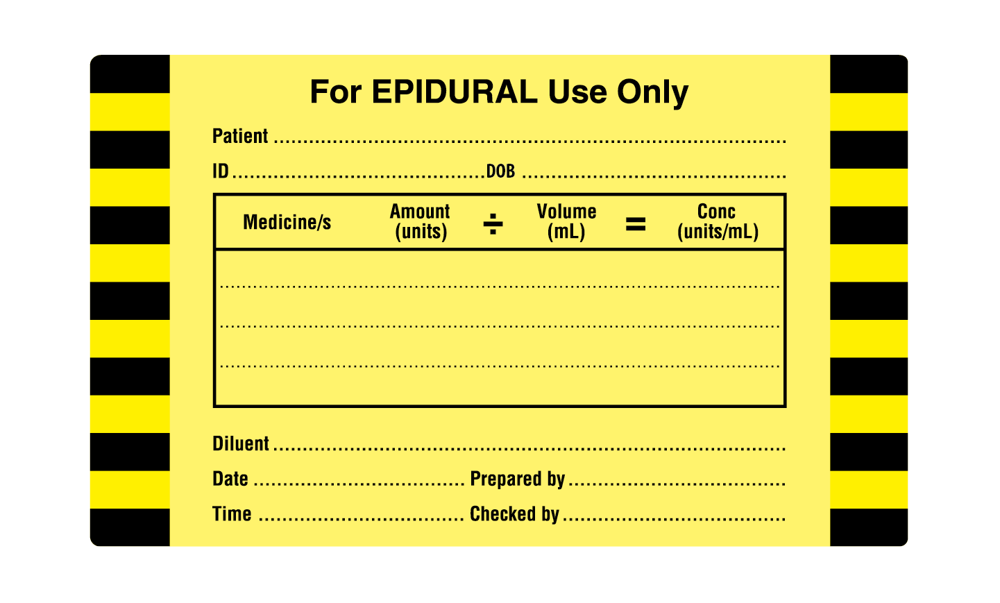 For EPIDURAL Use Only
Patient ........................................................................................
ID ...........................................DOB .............................................
Medicine/s Amount (units) ÷ Volume (mL) = Conc (units/mL)
................................................................................................
................................................................................................
................................................................................................
Diluent ........................................................................................
Date .................................... Prepared by .....................................
Time ................................... Checked by ......................................